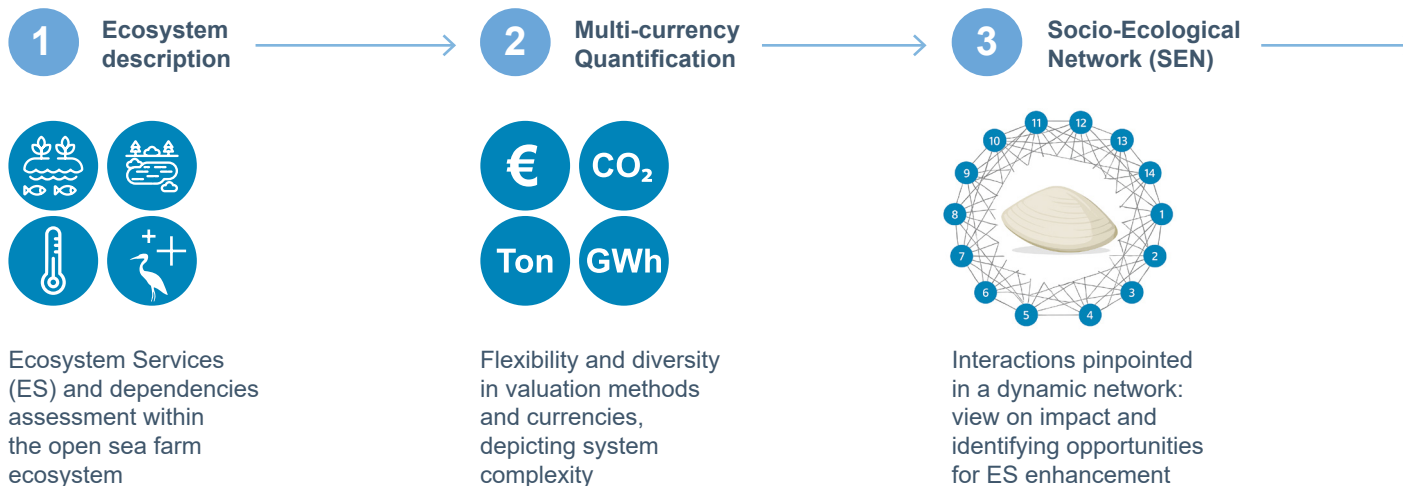 1
Ecosystem
description
2
Multi-currency
Quantification
3
Socio-Ecological
Network (SEN)
€
CO₂
Ton
GWh
11
12
10
13
9
14
8
1
7
2
6
3
5
4
Ecosystem Services
(ES) and dependencies
assessment within
the open sea farm
ecosystem
Flexibility and diversity
in valuation methods
and currencies,
depicting system
complexity
Interactions pinpointed
in a dynamic network:
view on impact and
identifying opportunities
for ES enhancement